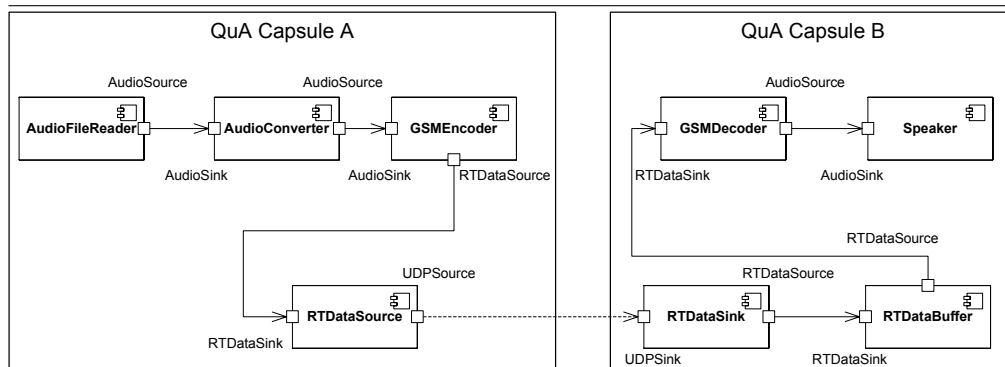 QuA Capsule A
AudioSource
AudioSource
AudioFileReader
AudioConverter
GSMEncoder
AudioSink
AudioSink
RTDataSource
UDPSource
RTDataSource
RTDataSink
QuA Capsule B
AudioSource
GSMDecoder
Speaker
RTDataSink
AudioSink
RTDataSource
RTDataSource
RTDataSink
RTDataBuffer
UDPSink
RTDataSink